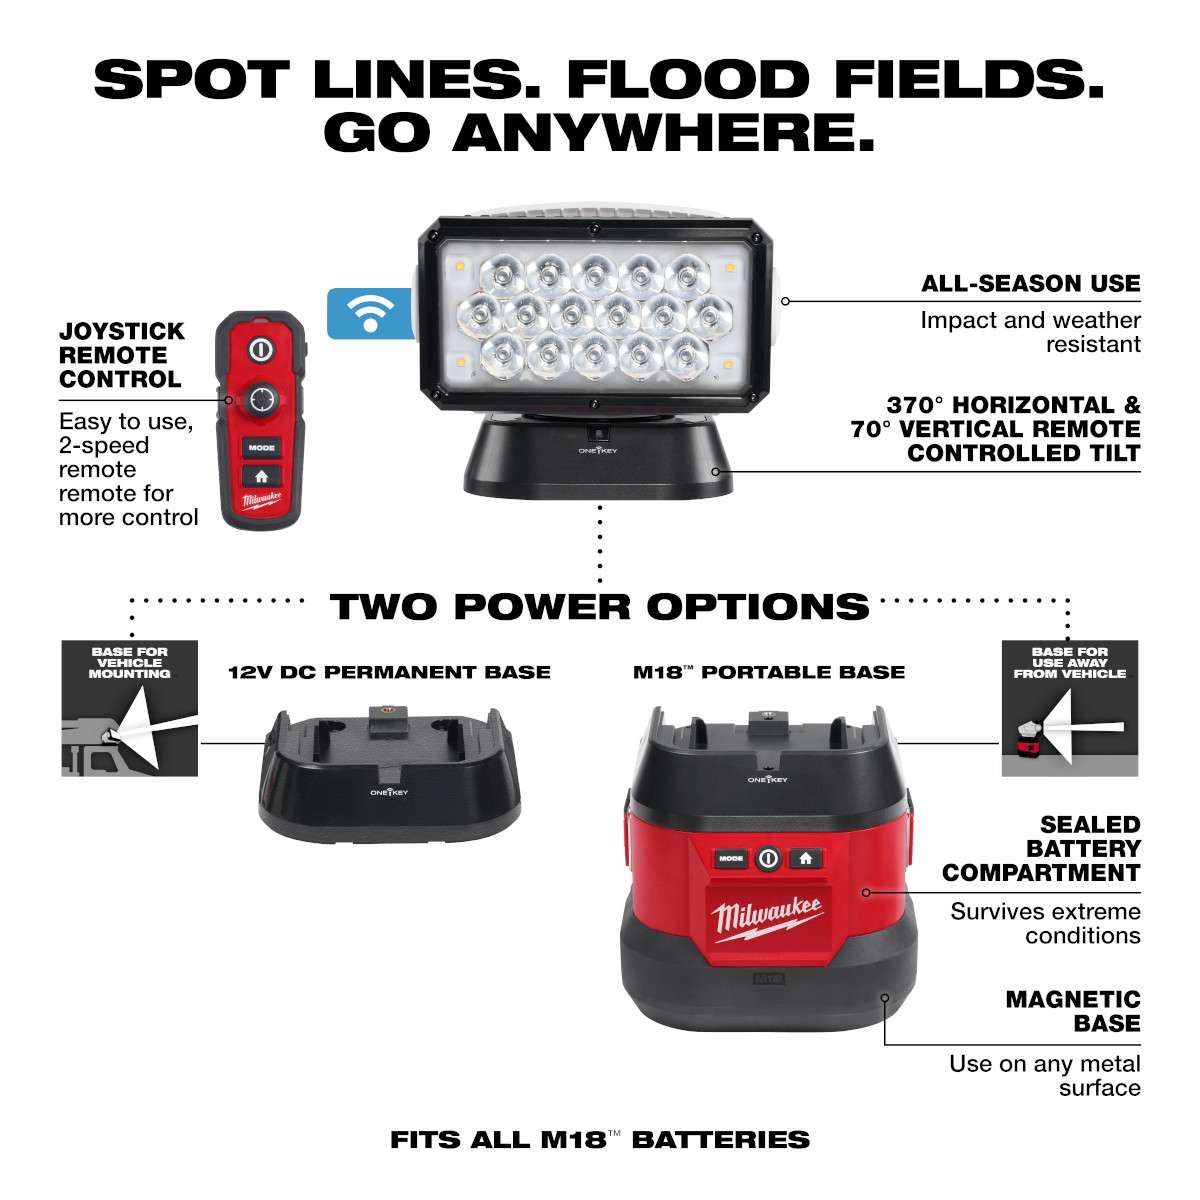 SPOT LINES. FLOOD FIELDS.
GO ANYWHERE.
JOYSTICK
REMOTE
CONTROL
Easy to use,
2-speed
remote
remote for
more control
MODE
Milwaukee
ONE KEY
ALL-SEASON USE
Impact and weather
resistant
370° HORIZONTAL &
70° VERTICAL REMOTE
CONTROLLED TILT
TWO POWER OPTIONS
BASE FOR
VEHICLE
MOUNTING
12V DC PERMANENT BASE
ONE KEY
M18™ PORTABLE BASE
ONE KEY
MODE
Milwaukee
BASE FOR
USE AWAY
FROM VEHICLE
SEALED
BATTERY
COMPARTMENT
Survives extreme
conditions
MAGNETIC
BASE
Use on any metal
surface
FITS ALL M18™ BATTERIES